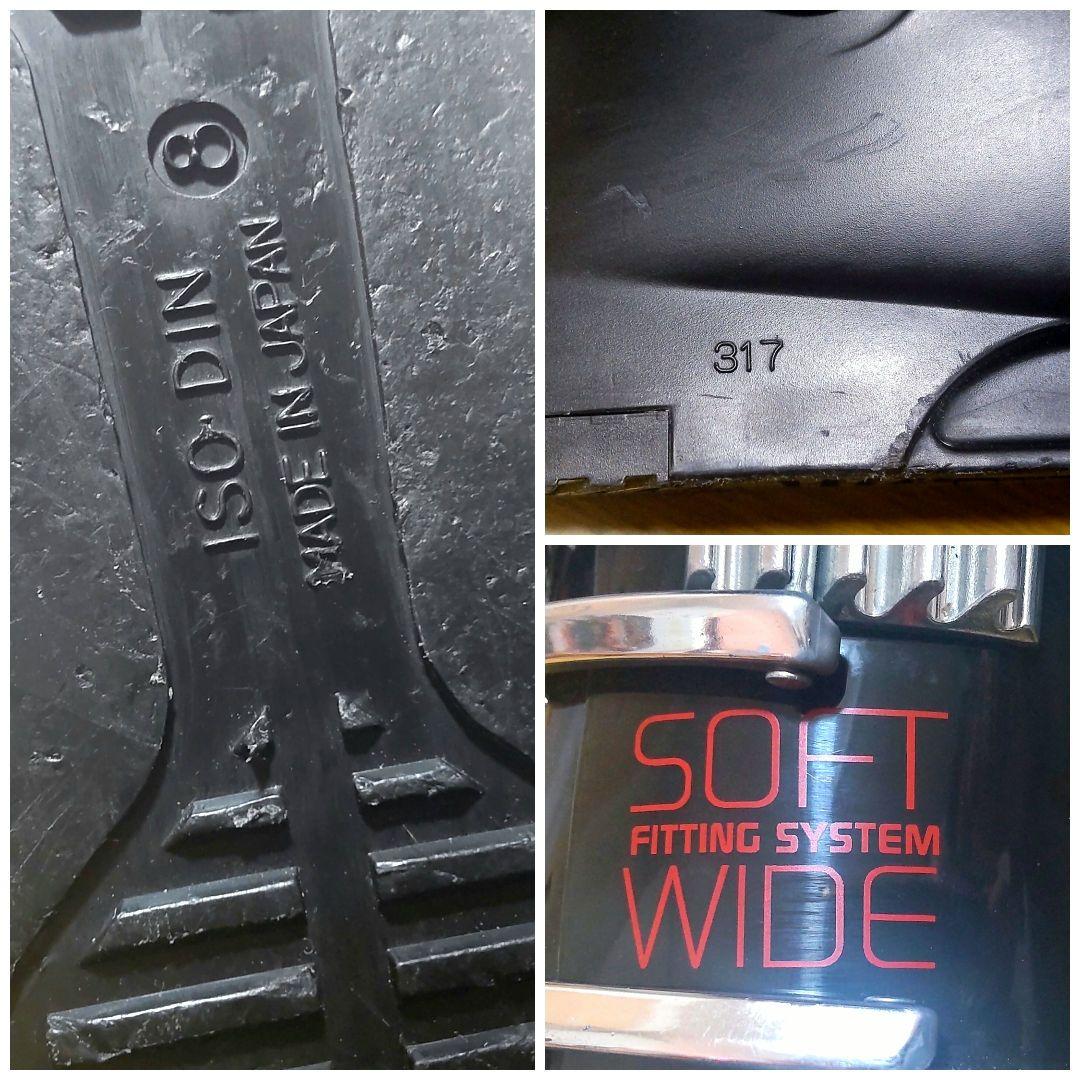 8
ISO·DIN
MADE IN JAPAN
317
SOFT
FITTING SYSTEM
WIDE